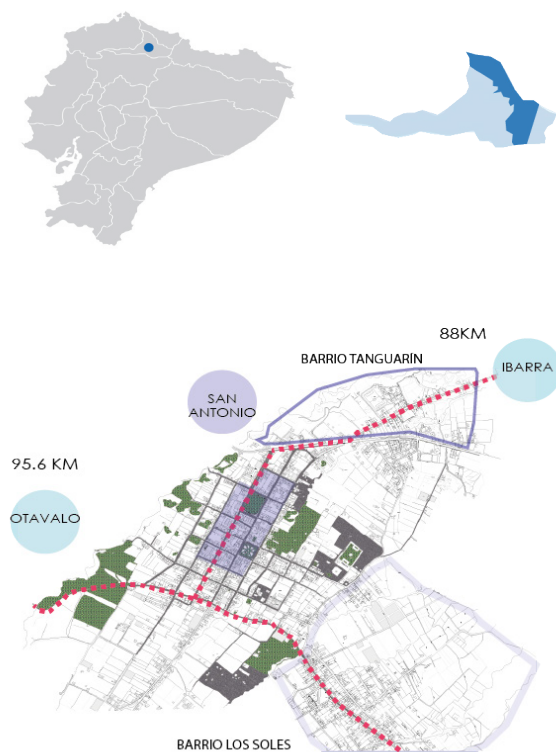 88KM
BARRIO TANGUARÍN
IBARRA
SAN
ANTONIO
95.6 KM
OTAVALO
BARRIO LOS SOLES